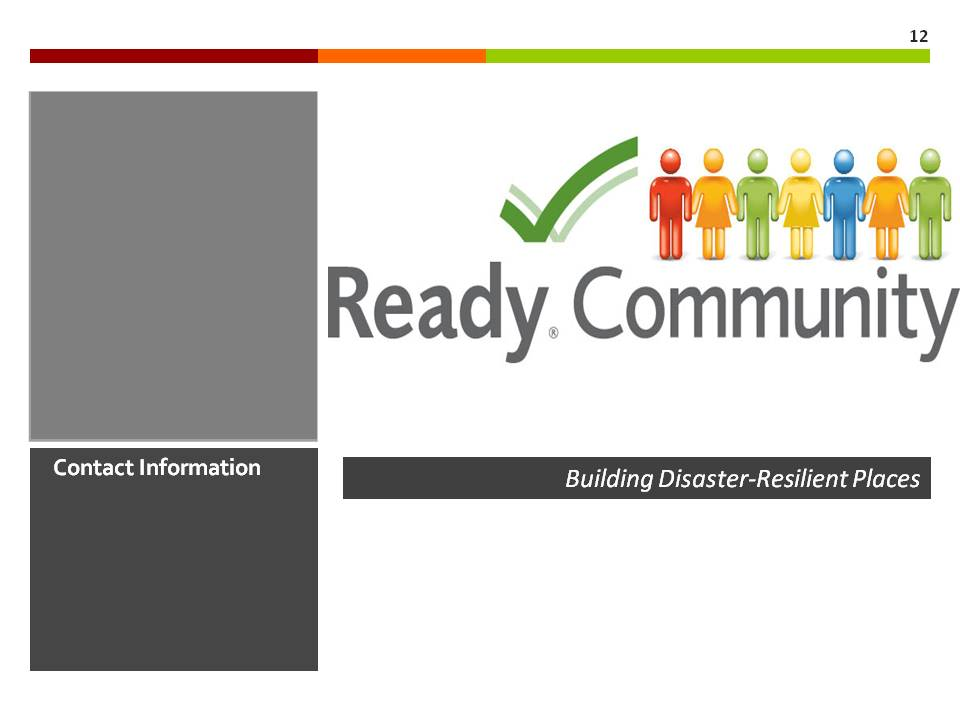 12
Ready® Community
Contact Information
Building Disaster-Resilient Places